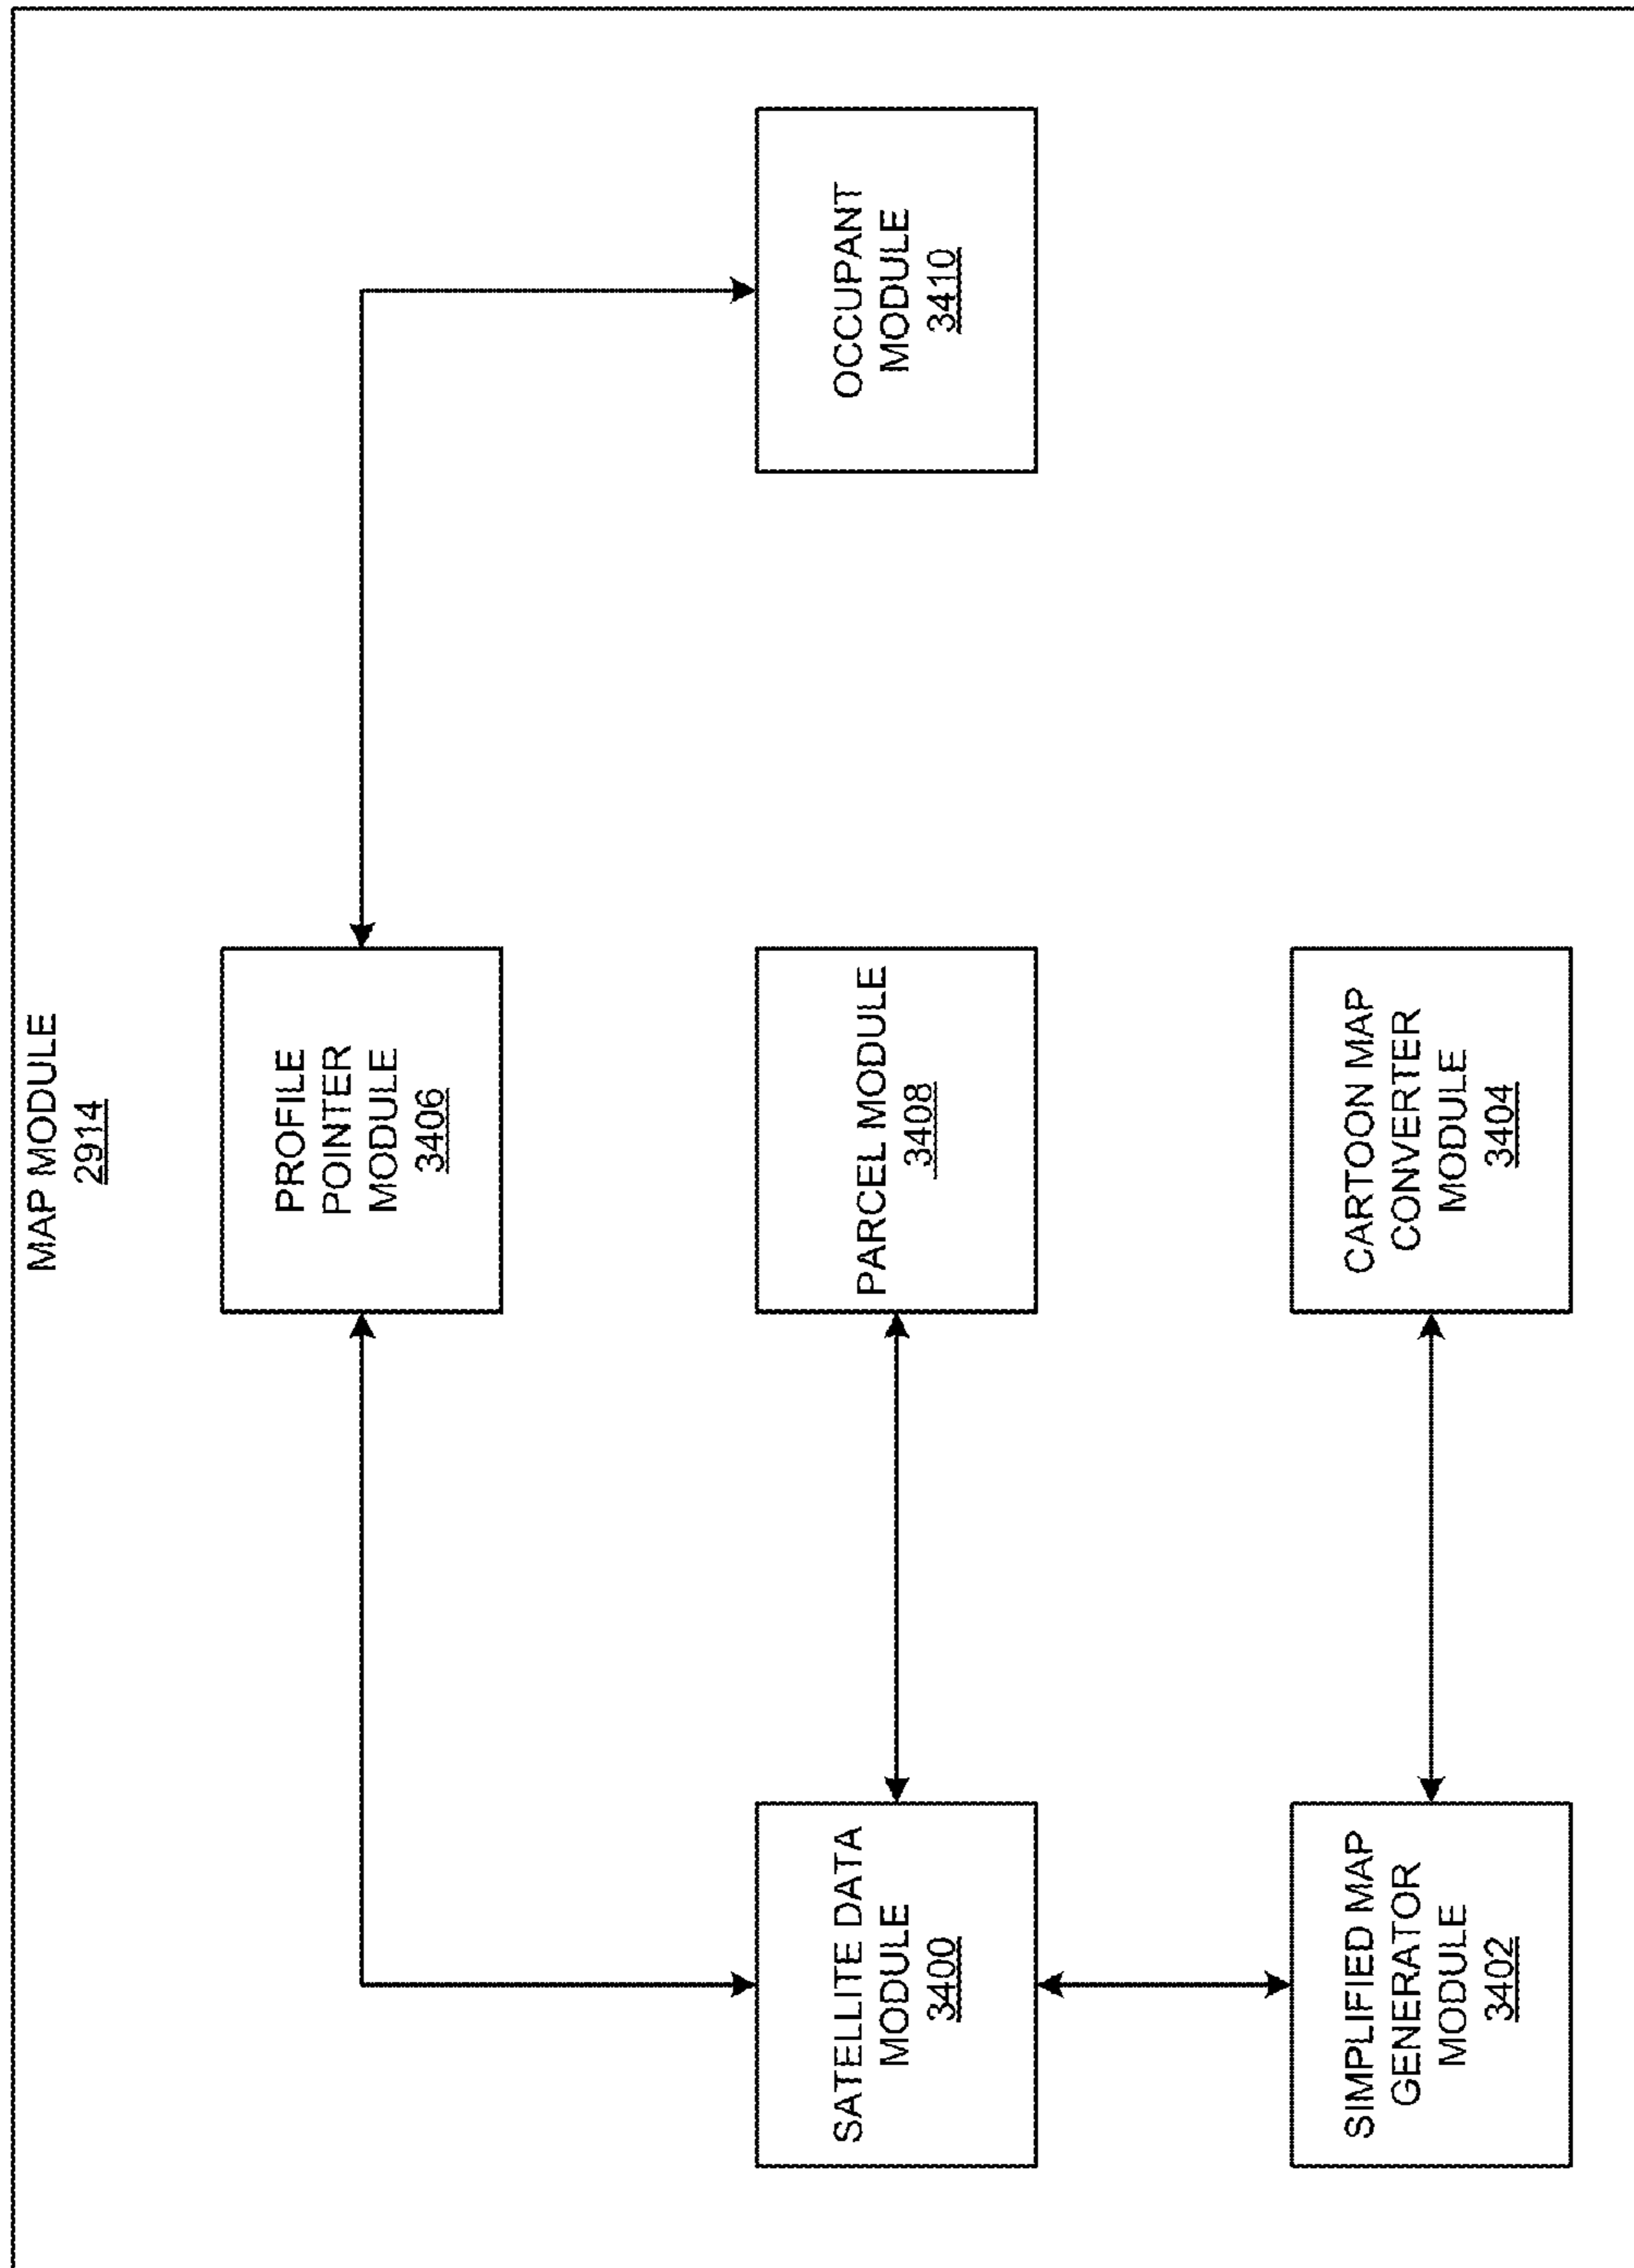 MAP MODULE
2914
PROFILE
POINTER
MODULE
3406
SATELLITE DATA
MODULE
3400
PARCEL MODULE
3408
OCCUPANT
MODULE
3410
SIMPLIFIED MAP
GENERATOR
MODULE
3402
CARTOON MAP
CONVERTER
MODULE
3404